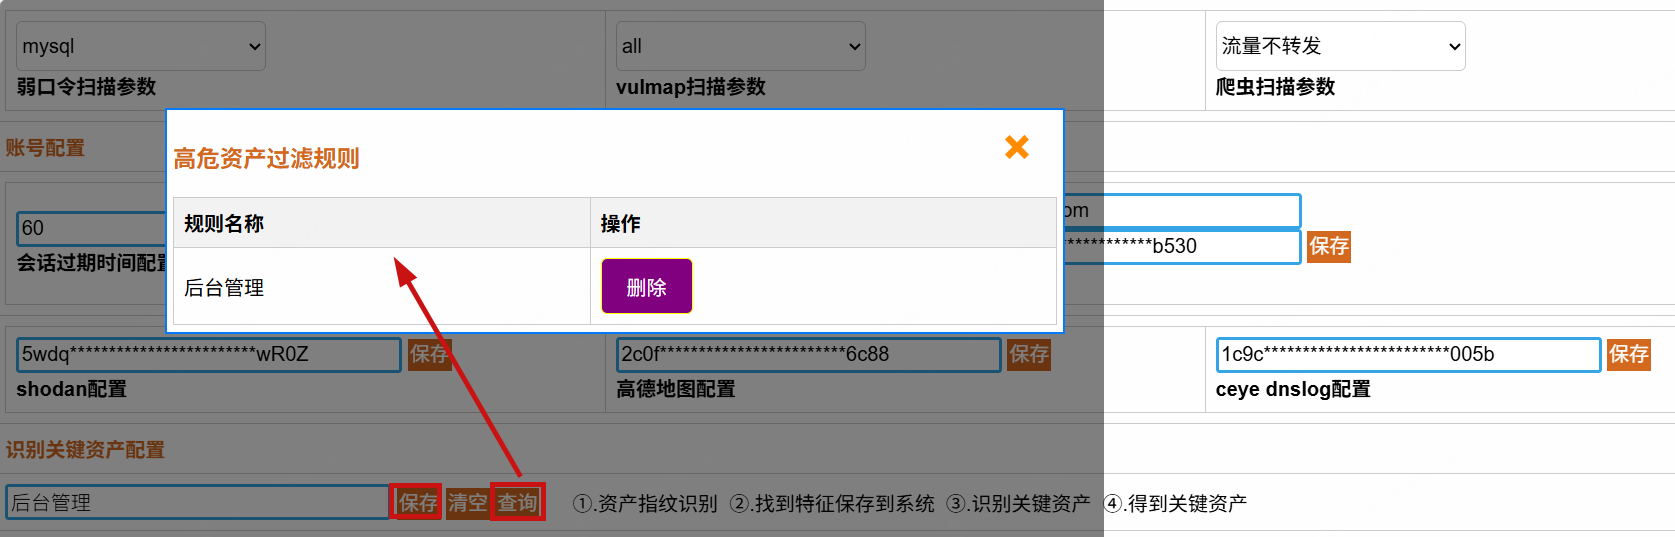 mysql
all
流量不转发
弱口令扫描参数
vulmap扫描参数
爬虫扫描参数
账号配置
高危资产过滤规则
规则名称
操作
后台管理
删除
60
会话过期时间配
om
***********b530
保存
5wdq************************wR0Z
保存
2c0f************************6c88
保存
1c9c************************005b
保存
shodan配置
高德地图配置
ceye dnslog配置
识别关键资产配置
后台管理
保存
清空
查询
①.资产指纹识别 ②.找到特征保存到系统 ③.识别关键资产 ④.得到关键资产